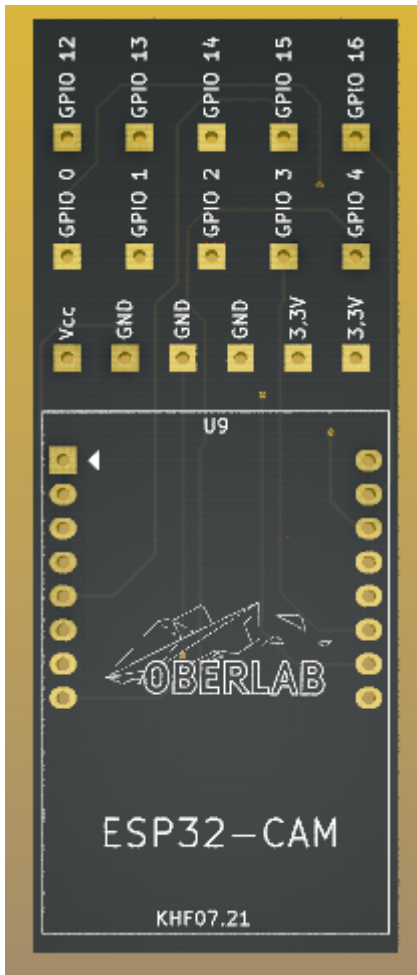 GPIO 12
GPIO 13
GPIO 14
GPIO 15
GPIO 16
GPIO 0
GPIO 1
GPIO 2
GPIO 3
GPIO 4
Vcc
GND
GND
GND
3,3V
3,3V
U9
OBERLAB
ESP32-CAM
KHF07.21